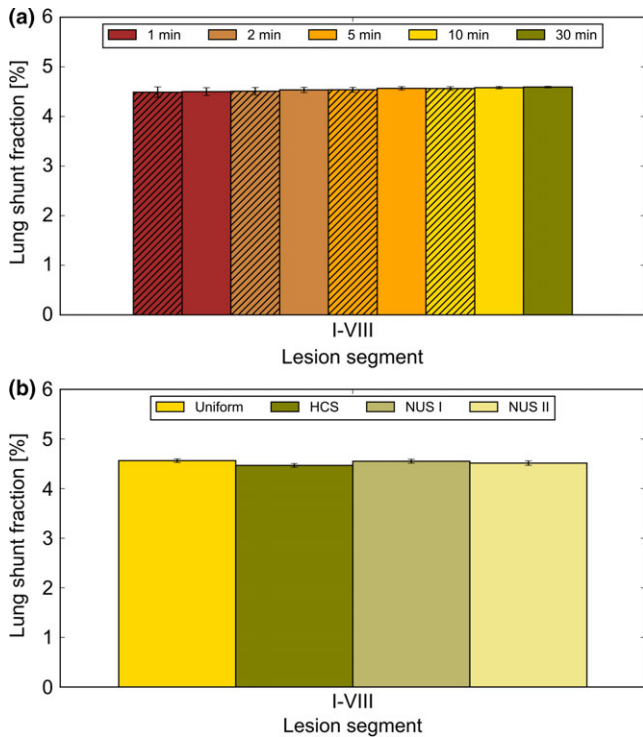 (a)
6
5
4
3
2
1
0
Lung shunt fraction [%]
1 min 2 min 5 min 10 min 30 min
I-VIII
Lesion segment
(b)
6
5
4
3
2
1
0
Lung shunt fraction [%]
Uniform HCS NUS I NUS II
I-VIII
Lesion segment